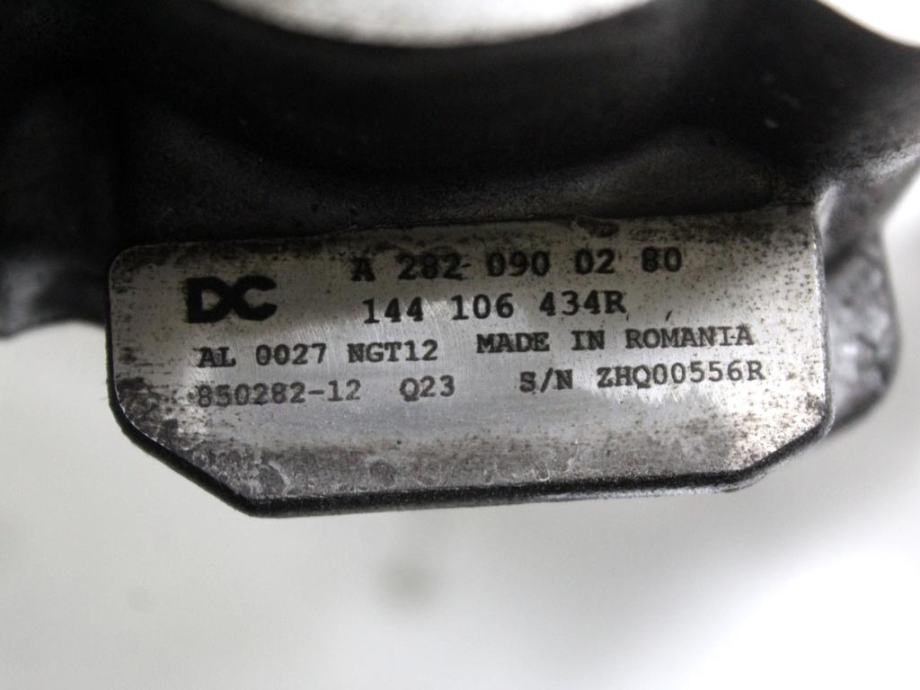 DC A 282 090 02 80
144 106 434R
AL 0027 NGT12 MADE IN ROMANIA
850282-12 Q23 S/N ZHQ00556R